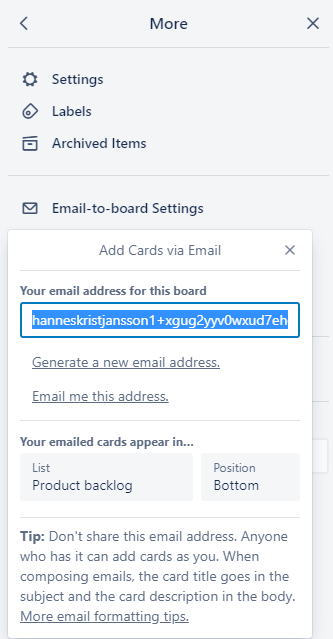 More
Settings
Labels
Archived Items
Email-to-board Settings
Add Cards via Email
Your email address for this board
hanneskristjansson1+xgug2yyv0wxud7eh
Generate a new email address.
Email me this address.
Your emailed cards appear in...
List
Product backlog
Position
Bottom
Tip: Don't share this email address. Anyone
who has it can add cards as you. When
composing emails, the card title goes in the
subject and the card description in the body.
More email formatting tips.